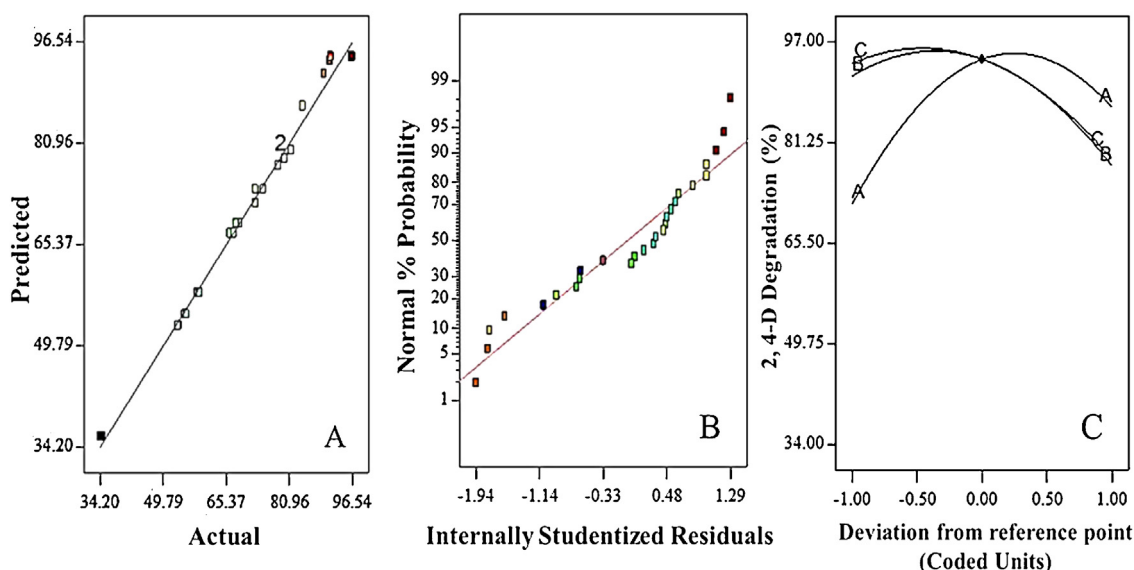 96.54
80.96
65.37
49.79
34.20
Predicted
2
A
34.20 49.79 65.37 80.96 96.54
Actual
99
95
90
80
70
50
30
20
10
5
1
Normal % Probability
B
-1.94 -1.14 -0.33 0.48 1.29
Internally Studentized Residuals
97.00
81.25
65.50
49.75
34.00
2, 4-D Degradation (%)
C
B
A
A
C
B
C
-1.00 -0.50 0.00 0.50 1.00
Deviation from reference point
(Coded Units)